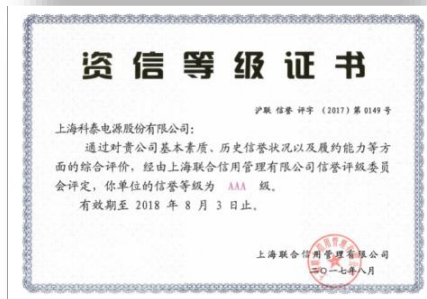 资信等级证书
沪联 信誉 评字 (2017) 第 0149 号
上海科泰电源股份有限公司:
通过对贵公司基本素质、历史信誉状况以及履约能力等方
面的综合评价, 经由上海联合信用管理有限公司信誉评级委员
会评定, 你单位的信誉等级为 AAA 级。
有效期至 2018 年 8 月 3 日止。
上海联合信用管理有限公司
二〇一七年八月